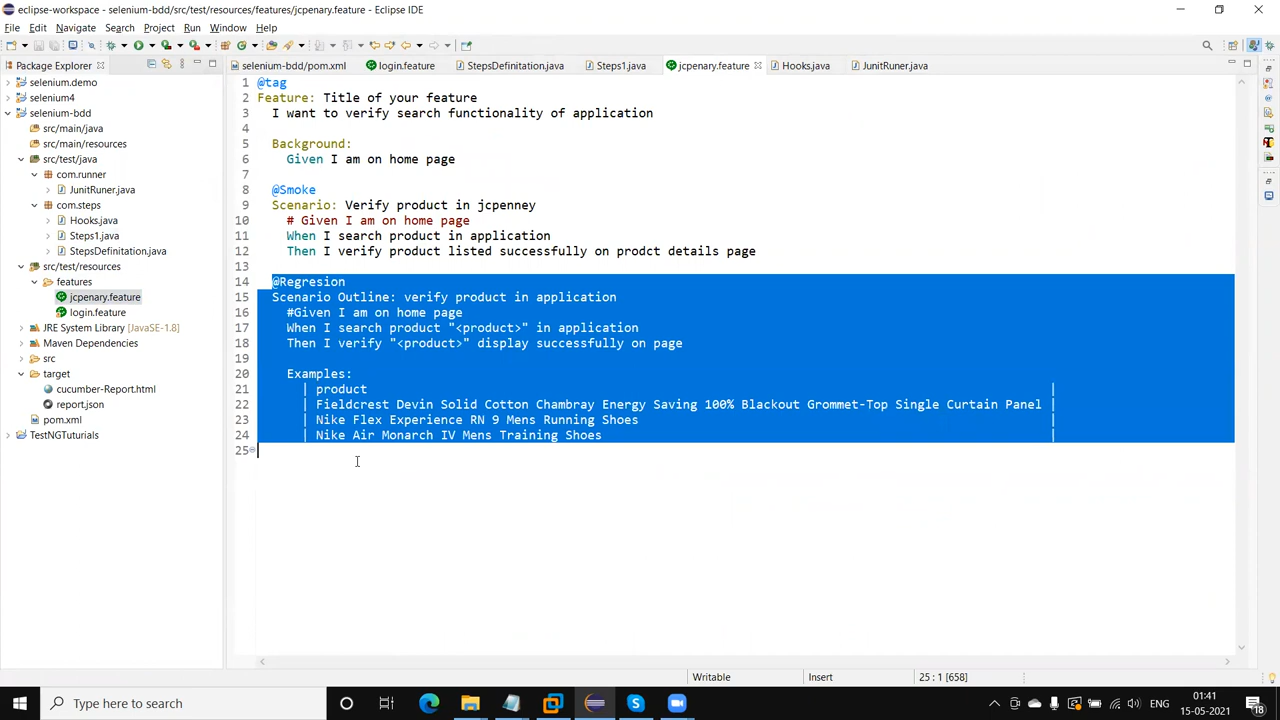 eclipse-workspace - selenium-bdd/src/test/resources/features/jcpenary.feature - Eclipse IDE
File Edit Navigate Search Project Run Window Help
Package Explorer
selenium-bdd/pom.xml login.feature StepsDefinitation.java Steps1.java jcpenary.feature Hooks.java JunitRuner.java
selenium.demo
selenium4
selenium-bdd
src/main/java
src/main/resources
src/test/java
com.runner
JunitRuner.java
com.steps
Hooks.java
Steps1.java
StepsDefinitation.java
src/test/resources
features
jcpenary.feature
login.feature
JRE System Library [JavaSE-1.8]
Maven Dependencies
src
target
cucumber-Report.html
report.json
pom.xml
TestNGTuturials
1 @tag
2 Feature: Title of your feature
3 I want to verify search functionality of application
4
5 Background:
6 Given I am on home page
7
8 @Smoke
9 Scenario: Verify product in jcpenney
10 # Given I am on home page
11 When I search product in application
12 Then I verify product listed successfully on prodct details page
13
14 @Regresion
15 Scenario Outline: verify product in application
16 #Given I am on home page
17 When I search product "<product>" in application
18 Then I verify "<product>" display successfully on page
19
20 Examples:
21 | product |
22 | Fieldcrest Devin Solid Cotton Chambray Energy Saving 100% Blackout Grommet-Top Single Curtain Panel |
23 | Nike Flex Experience RN 9 Mens Running Shoes |
24 | Nike Air Monarch IV Mens Training Shoes |
25
Writable Insert 25 : 1 [658]
Type here to search
ENG
01:41
15-05-2021
18